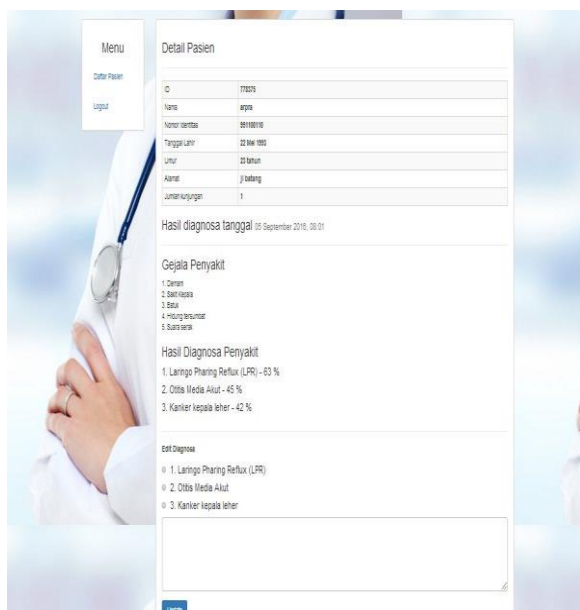 Menu
Daftar Pasien
Logout
Detail Pasien
ID 778375
Nama arpra
Nomor Identitas 991100110
Tanggal Lahir 22 Mei 1993
Umur 23 tahun
Alamat jl batang
Jumlah kunjungan 1
Hasil diagnosa tanggal 05 September 2016, 08:01
Gejala Penyakit
1. Demam
2. Sakit Kepala
3. Batuk
4. Hidung tersumbat
5. Suara serak
Hasil Diagnosa Penyakit
1. Laringo Pharing Reflux (LPR) - 63 %
2. Otitis Media Akut - 45 %
3. Kanker kepala leher - 42 %
Edit Diagnosa
1. Laringo Pharing Reflux (LPR)
2. Otitis Media Akut
3. Kanker kepala leher